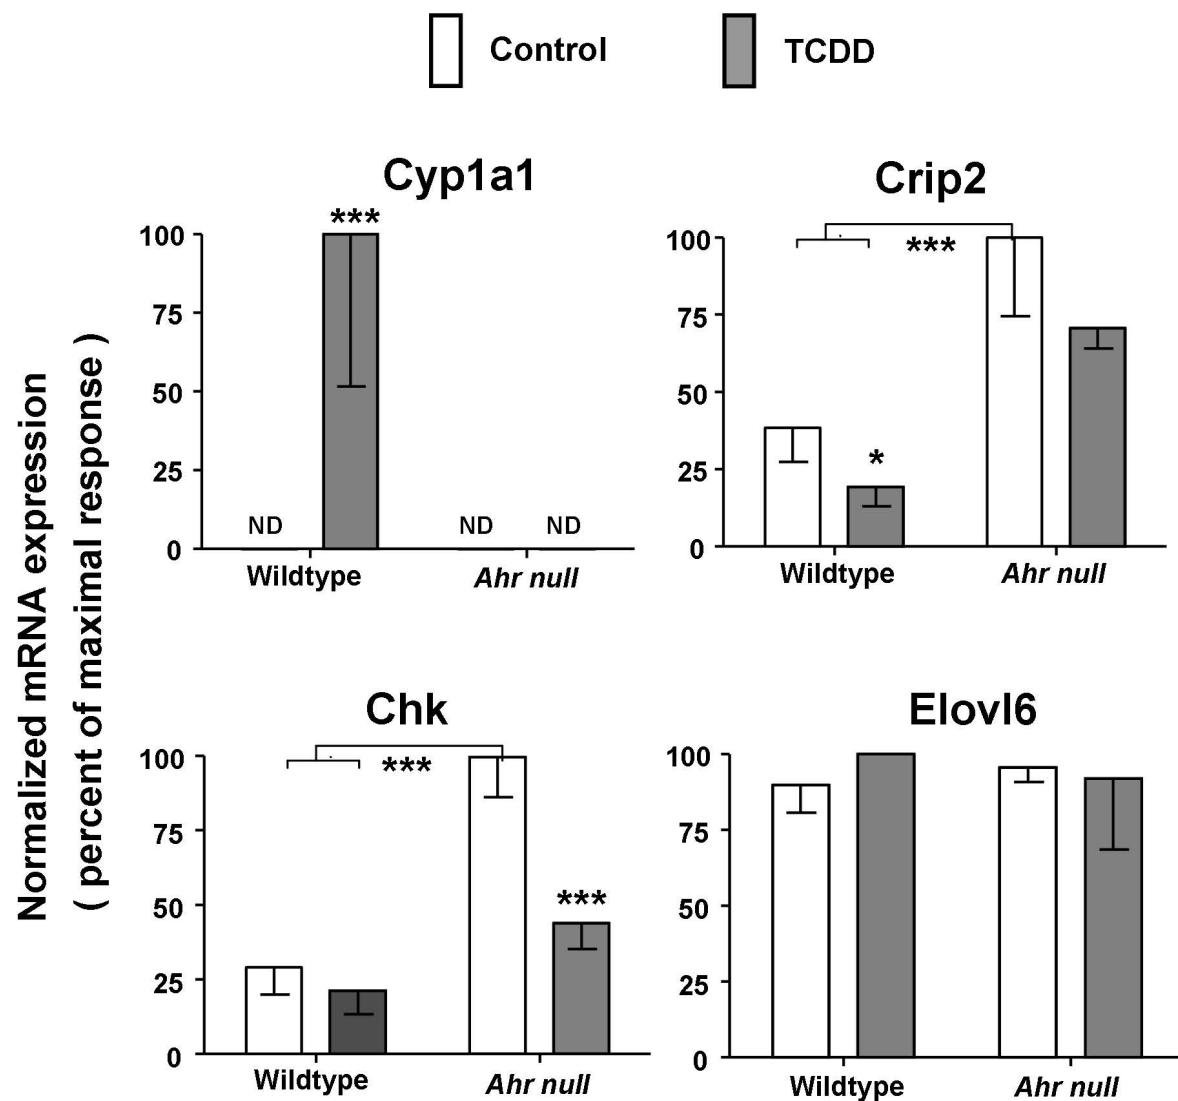 Control TCDD
Normalized mRNA expression
( percent of maximal response )
Cyp1a1
***
100
75
50
25
0
ND ND ND
Wildtype Ahr null
Crip2
***
*
100
75
50
25
0
Wildtype Ahr null
Chk
***
***
100
75
50
25
0
Wildtype Ahr null
Elovl6
100
75
50
25
0
Wildtype Ahr null